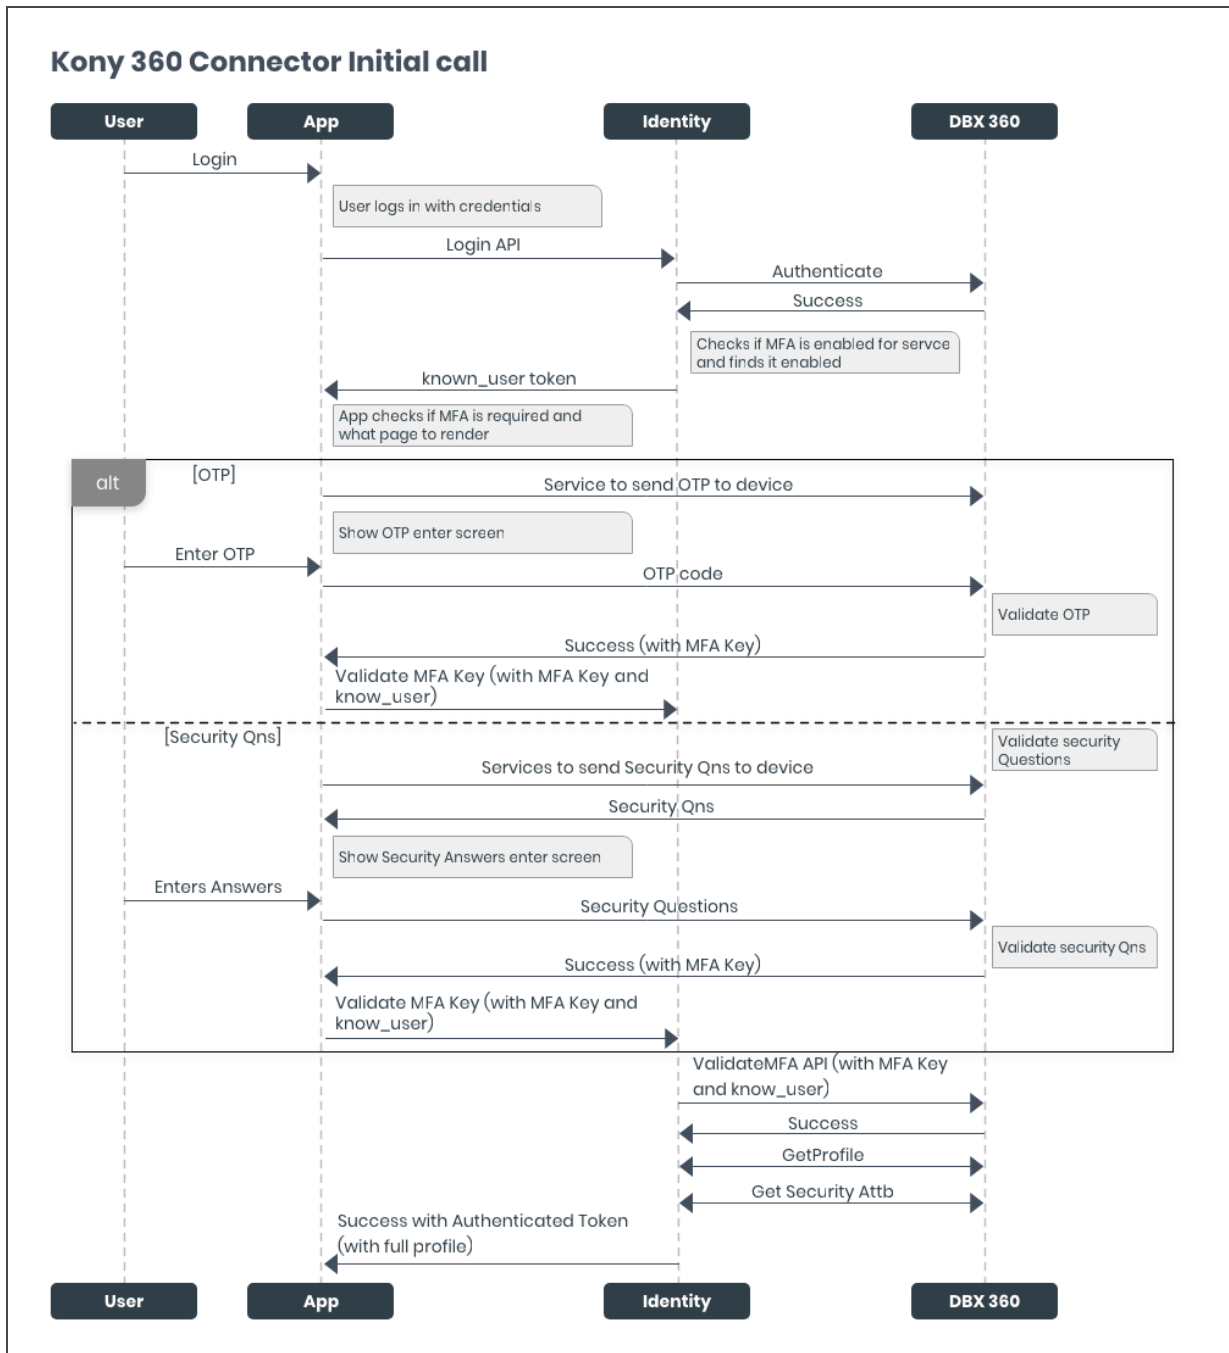 Kony 360 Connector Initial call
User
App
Identity
DBX 360
Login
User logs in with credentials
Login API
Authenticate
Success
Checks if MFA is enabled for servce
and finds it enabled
known_user token
App checks if MFA is required and
what page to render
alt
[OTP]
Service to send OTP to device
Show OTP enter screen
Enter OTP
OTP code
Validate OTP
Success (with MFA Key)
Validate MFA Key (with MFA Key and
know_user)
[Security Qns]
Validate security
Questions
Services to send Security Qns to device
Security Qns
Show Security Answers enter screen
Enters Answers
Security Questions
Validate security Qns
Success (with MFA Key)
Validate MFA Key (with MFA Key and
know_user)
ValidateMFA API (with MFA Key
and know_user)
Success
GetProfile
Get Security Attb
Success with Authenticated Token
(with full profile)
User
App
Identity
DBX 360